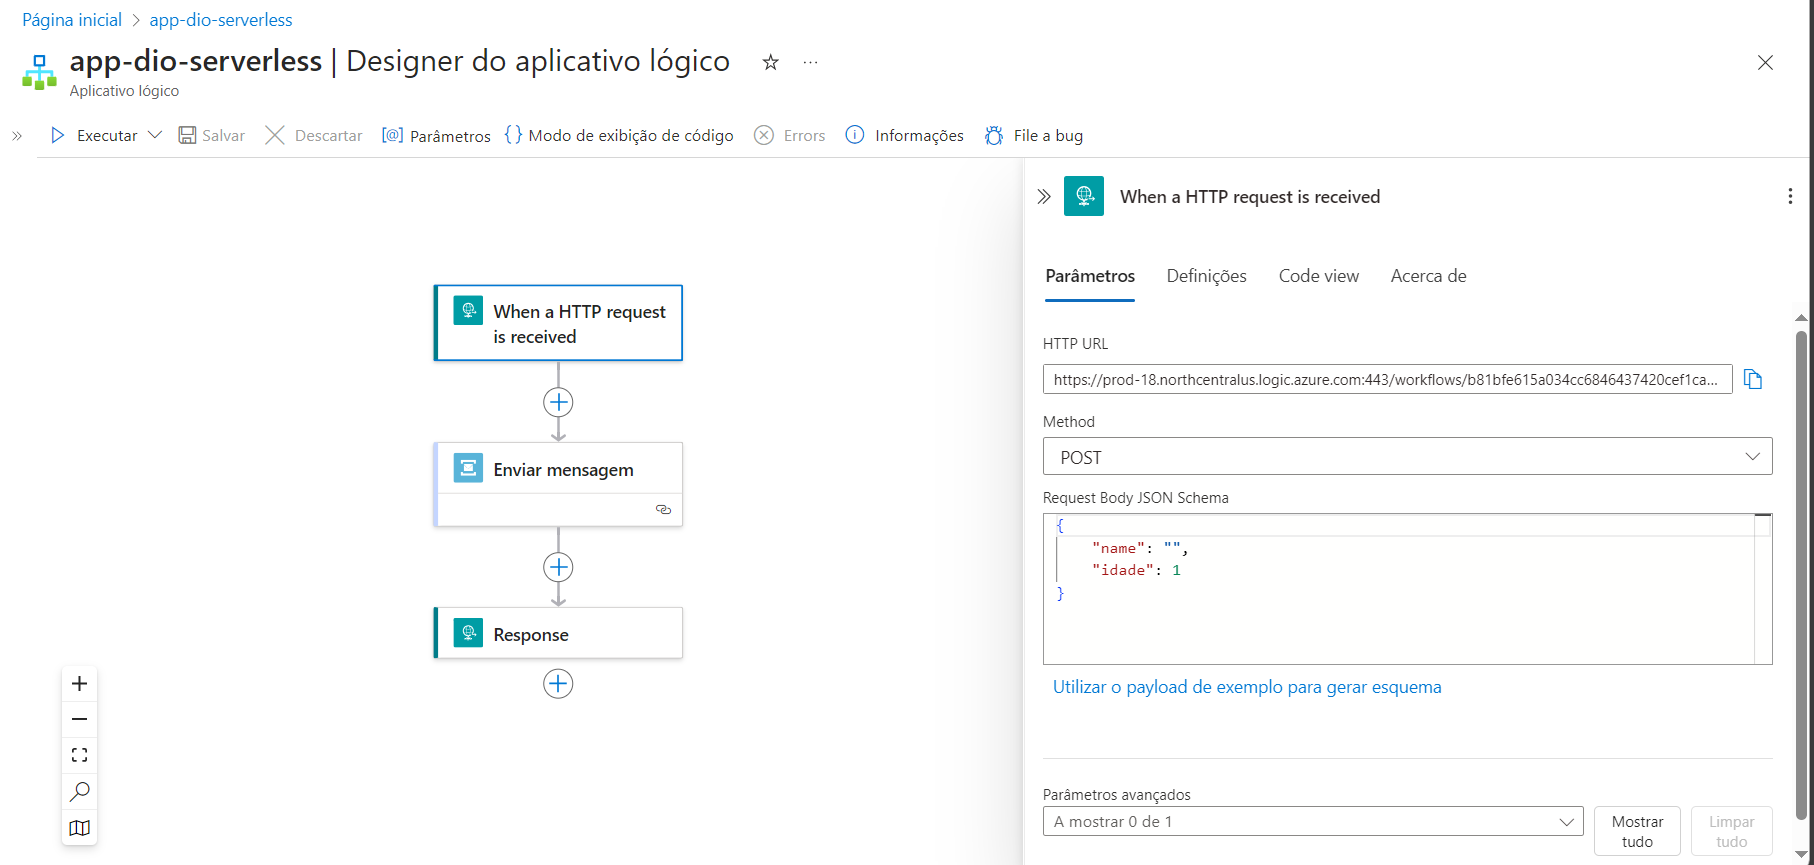 Página inicial > app-dio-serverless
app-dio-serverless | Designer do aplicativo lógico
Aplicativo lógico
Executar Salvar Descartar Parâmetros Modo de exibição de código Errors Informações File a bug
When a HTTP request
is received
Enviar mensagem
Response
When a HTTP request is received
Parâmetros Definições Code view Acerca de
HTTP URL
https://prod-18.northcentralus.logic.azure.com:443/workflows/b81bfe615a034cc6846437420cef1ca...
Method
POST
Request Body JSON Schema
{
"name": "",
"idade": 1
}
Utilizar o payload de exemplo para gerar esquema
Parâmetros avançados
A mostrar 0 de 1
Mostrar
tudo
Limpar
tudo